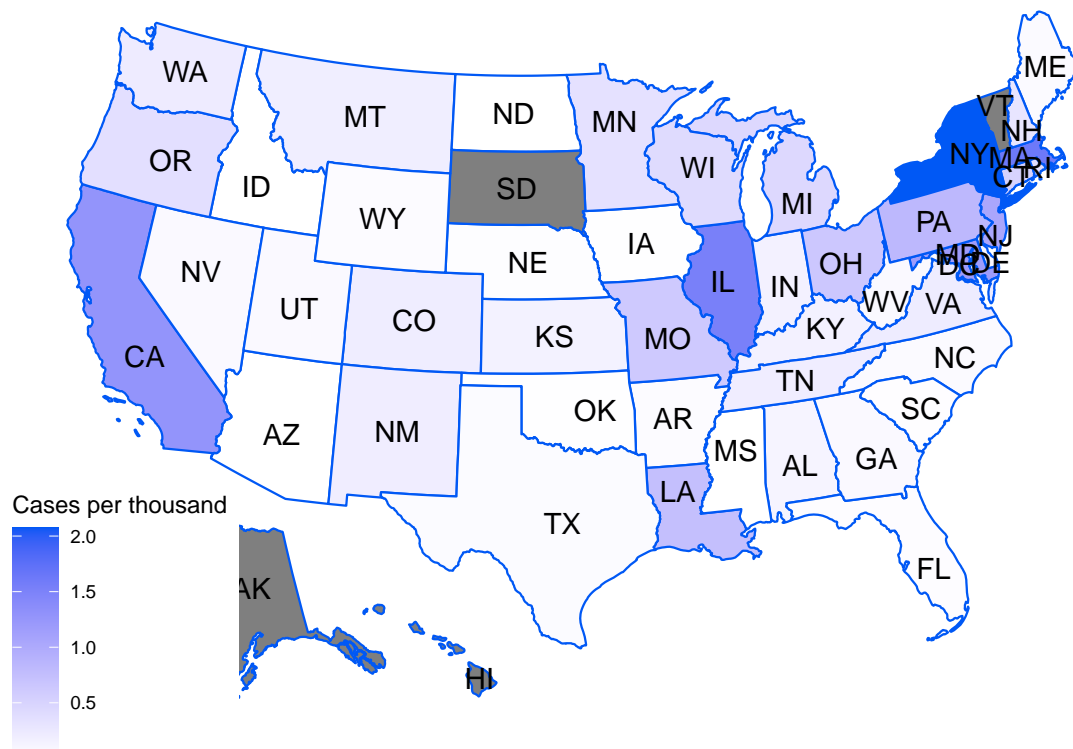 ME
WA
ND
VT
MT
MN
NH
OR
NY
MA
WI
CT
RI
ID
SD
MI
WY
PA
NJ
IA
MD
NE
OH
DC
DE
NV
IL
IN
UT
WV
VA
CO
KS
MO
KY
CA
NC
TN
OK
SC
AR
AZ
NM
MS
GA
AL
LA
Cases per thousand
TX
2.0
FL
1.5
AK
1.0
HI
0.5